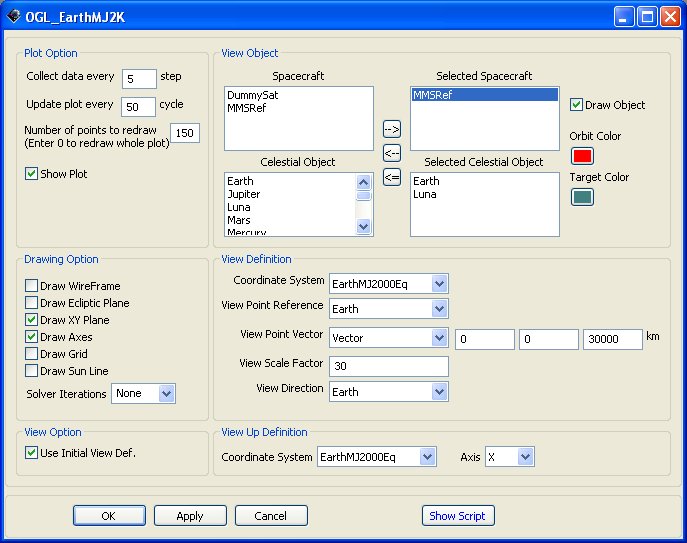 OGL_EarthMJ2K
Plot Option
Collect data every 5 step
Update plot every 50 cycle
Number of points to redraw 150
(Enter 0 to redraw whole plot)
Show Plot
View Object
Spacecraft
DummySat
MMSRef
Celestial Object
Earth
Jupiter
Luna
Mars
Mercury
-->
<--
<=
Selected Spacecraft
MMSRef
Selected Celestial Object
Earth
Luna
Draw Object
Orbit Color
Target Color
Drawing Option
Draw WireFrame
Draw Ecliptic Plane
Draw XY Plane
Draw Axes
Draw Grid
Draw Sun Line
Solver Iterations None
View Definition
Coordinate System EarthMJ2000Eq
View Point Reference Earth
View Point Vector Vector 0 0 30000 km
View Scale Factor 30
View Direction Earth
View Option
Use Initial View Def.
View Up Definition
Coordinate System EarthMJ2000Eq Axis X
OK Apply Cancel Show Script